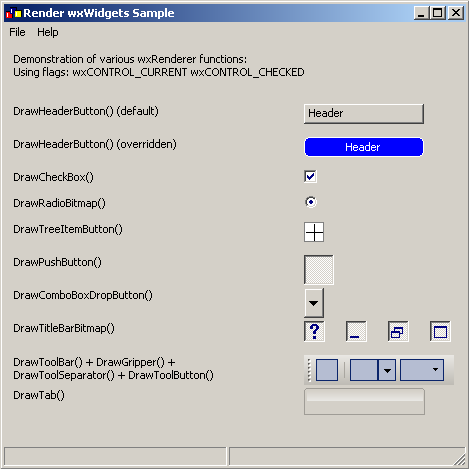 Render wxWidgets Sample
File Help
Demonstration of various wxRenderer functions:
Using flags: wxCONTROL_CURRENT wxCONTROL_CHECKED
DrawHeaderButton() (default)
Header
DrawHeaderButton() (overridden)
Header
DrawCheckBox()
DrawRadioBitmap()
DrawTreeItemButton()
DrawPushButton()
DrawComboBoxDropButton()
DrawTitleBarBitmap()
?
DrawToolBar() + DrawGripper() +
DrawToolSeparator() + DrawToolButton()
DrawTab()